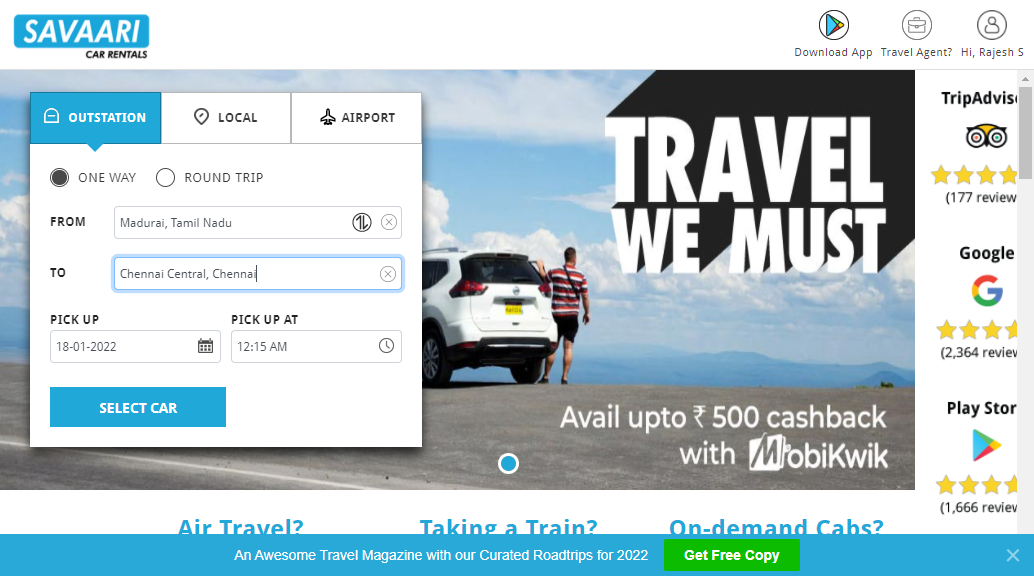 SAVAARI
CAR RENTALS
Download App
Travel Agent?
Hi, Rajesh S
OUTSTATION
LOCAL
AIRPORT
ONE WAY
ROUND TRIP
FROM
Madurai, Tamil Nadu
TO
Chennai Central, Chennai
PICK UP
PICK UP AT
18-01-2022
12:15 AM
SELECT CAR
TRAVEL
WE MUST
Avail upto ₹ 500 cashback
with MobiKwik
TripAdvis
(177 review
Google
(2,364 review
Play Stor
(1,666 review
Air Travel?
Taking a Train?
On-demand Cabs?
An Awesome Travel Magazine with our Curated Roadtrips for 2022
Get Free Copy